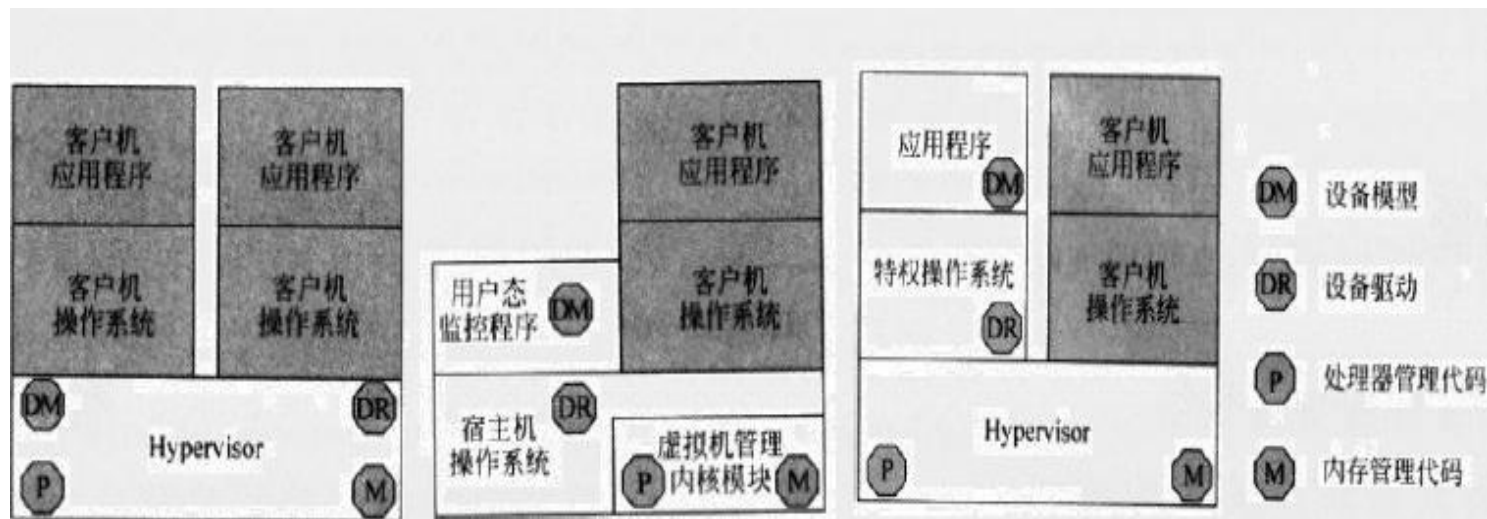 客户机
应用程序
客户机
应用程序
客户机
操作系统
客户机
操作系统
DM
DR
Hypervisor
P
M
客户机
应用程序
用户态
监控程序
DM
客户机
操作系统
宿主机
操作系统
DR
虚拟机管理
P
内核模块
M
应用程序
DM
客户机
应用程序
特权操作系统
DR
客户机
操作系统
Hypervisor
P
M
DM 设备模型
DR 设备驱动
P 处理器管理代码
M 内存管理代码